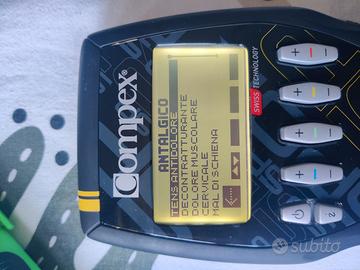 COMPEX®
ANTALGICO
TENS ANTIDOLORE
DECONTRATTURANTE
DOLORE MUSCOLARE
CERVICALE
MAL DI SCHIENA
SWISS TECHNOLOGY
+ -
+ -
+ -
+ -
i
subito